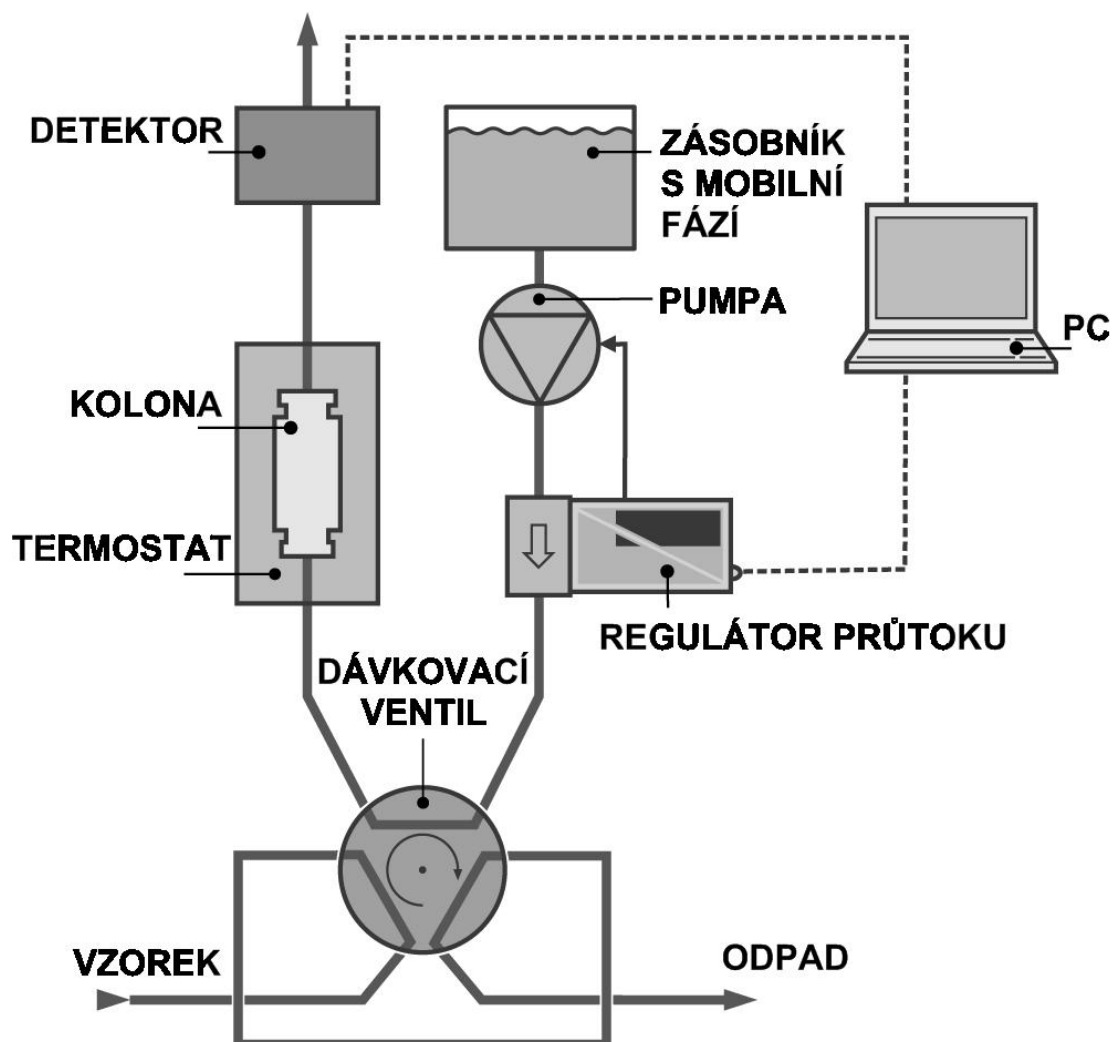 DETEKTOR
ZÁSOBNÍK
S MOBILNÍ
FÁZÍ
PUMPA
PC
KOLONA
TERMOSTAT
REGULÁTOR PRŮTOKU
DÁVKOVACÍ
VENTIL
VZOREK
ODPAD